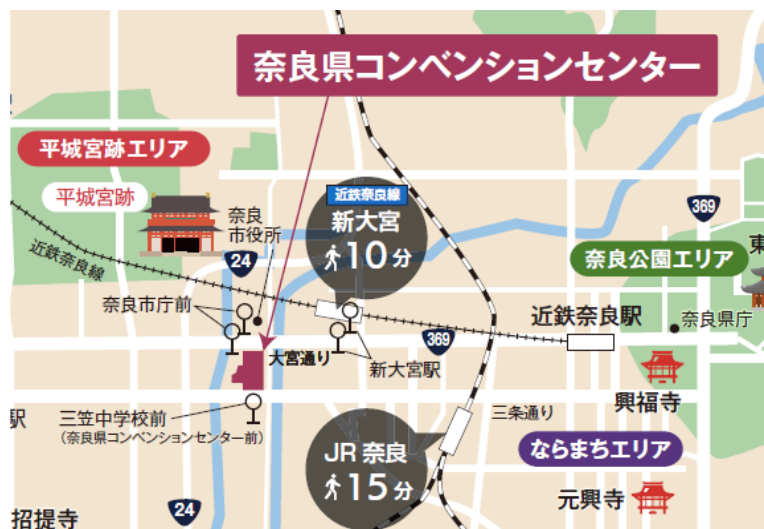 奈良県コンベンションセンター
平城宮跡エリア
平城宮跡
近鉄奈良線
奈良
市役所
24
近鉄奈良線
新大宮
10分
369
奈良公園エリア
東
奈良市庁前
近鉄奈良駅
奈良県庁
369
大宮通り
新大宮駅
興福寺
三笠中学校前
(奈良県コンベンションセンター前)
駅
三条通り
JR奈良
15分
ならまちエリア
元興寺
24
招提寺